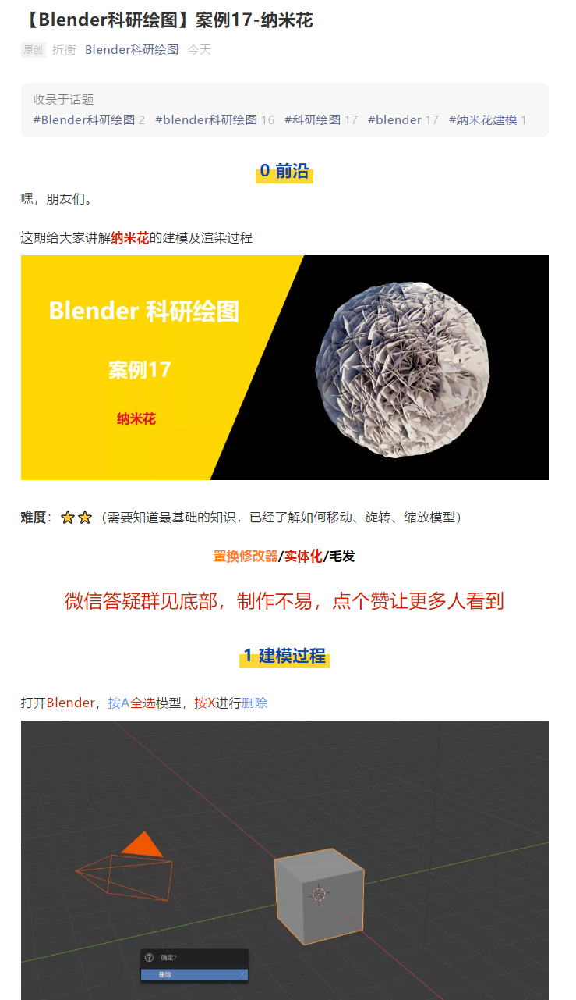 【Blender科研绘图】案例17-纳米花
原创 折衡 Blender科研绘图 今天
收录于话题
#Blender科研绘图 2 #blender科研绘图 16 #科研绘图 17 #blender 17 #纳米花建模 1
0 前沿
嘿，朋友们。
这期给大家讲解纳米花的建模及渲染过程
Blender 科研绘图
案例17
纳米花
难度：⭐⭐（需要知道最基础的知识，已经了解如何移动、旋转、缩放模型）
置换修改器/实体化/毛发
微信答疑群见底部，制作不易，点个赞让更多人看到
1 建模过程
打开Blender，按A全选模型，按X进行删除
确定?
删除 X